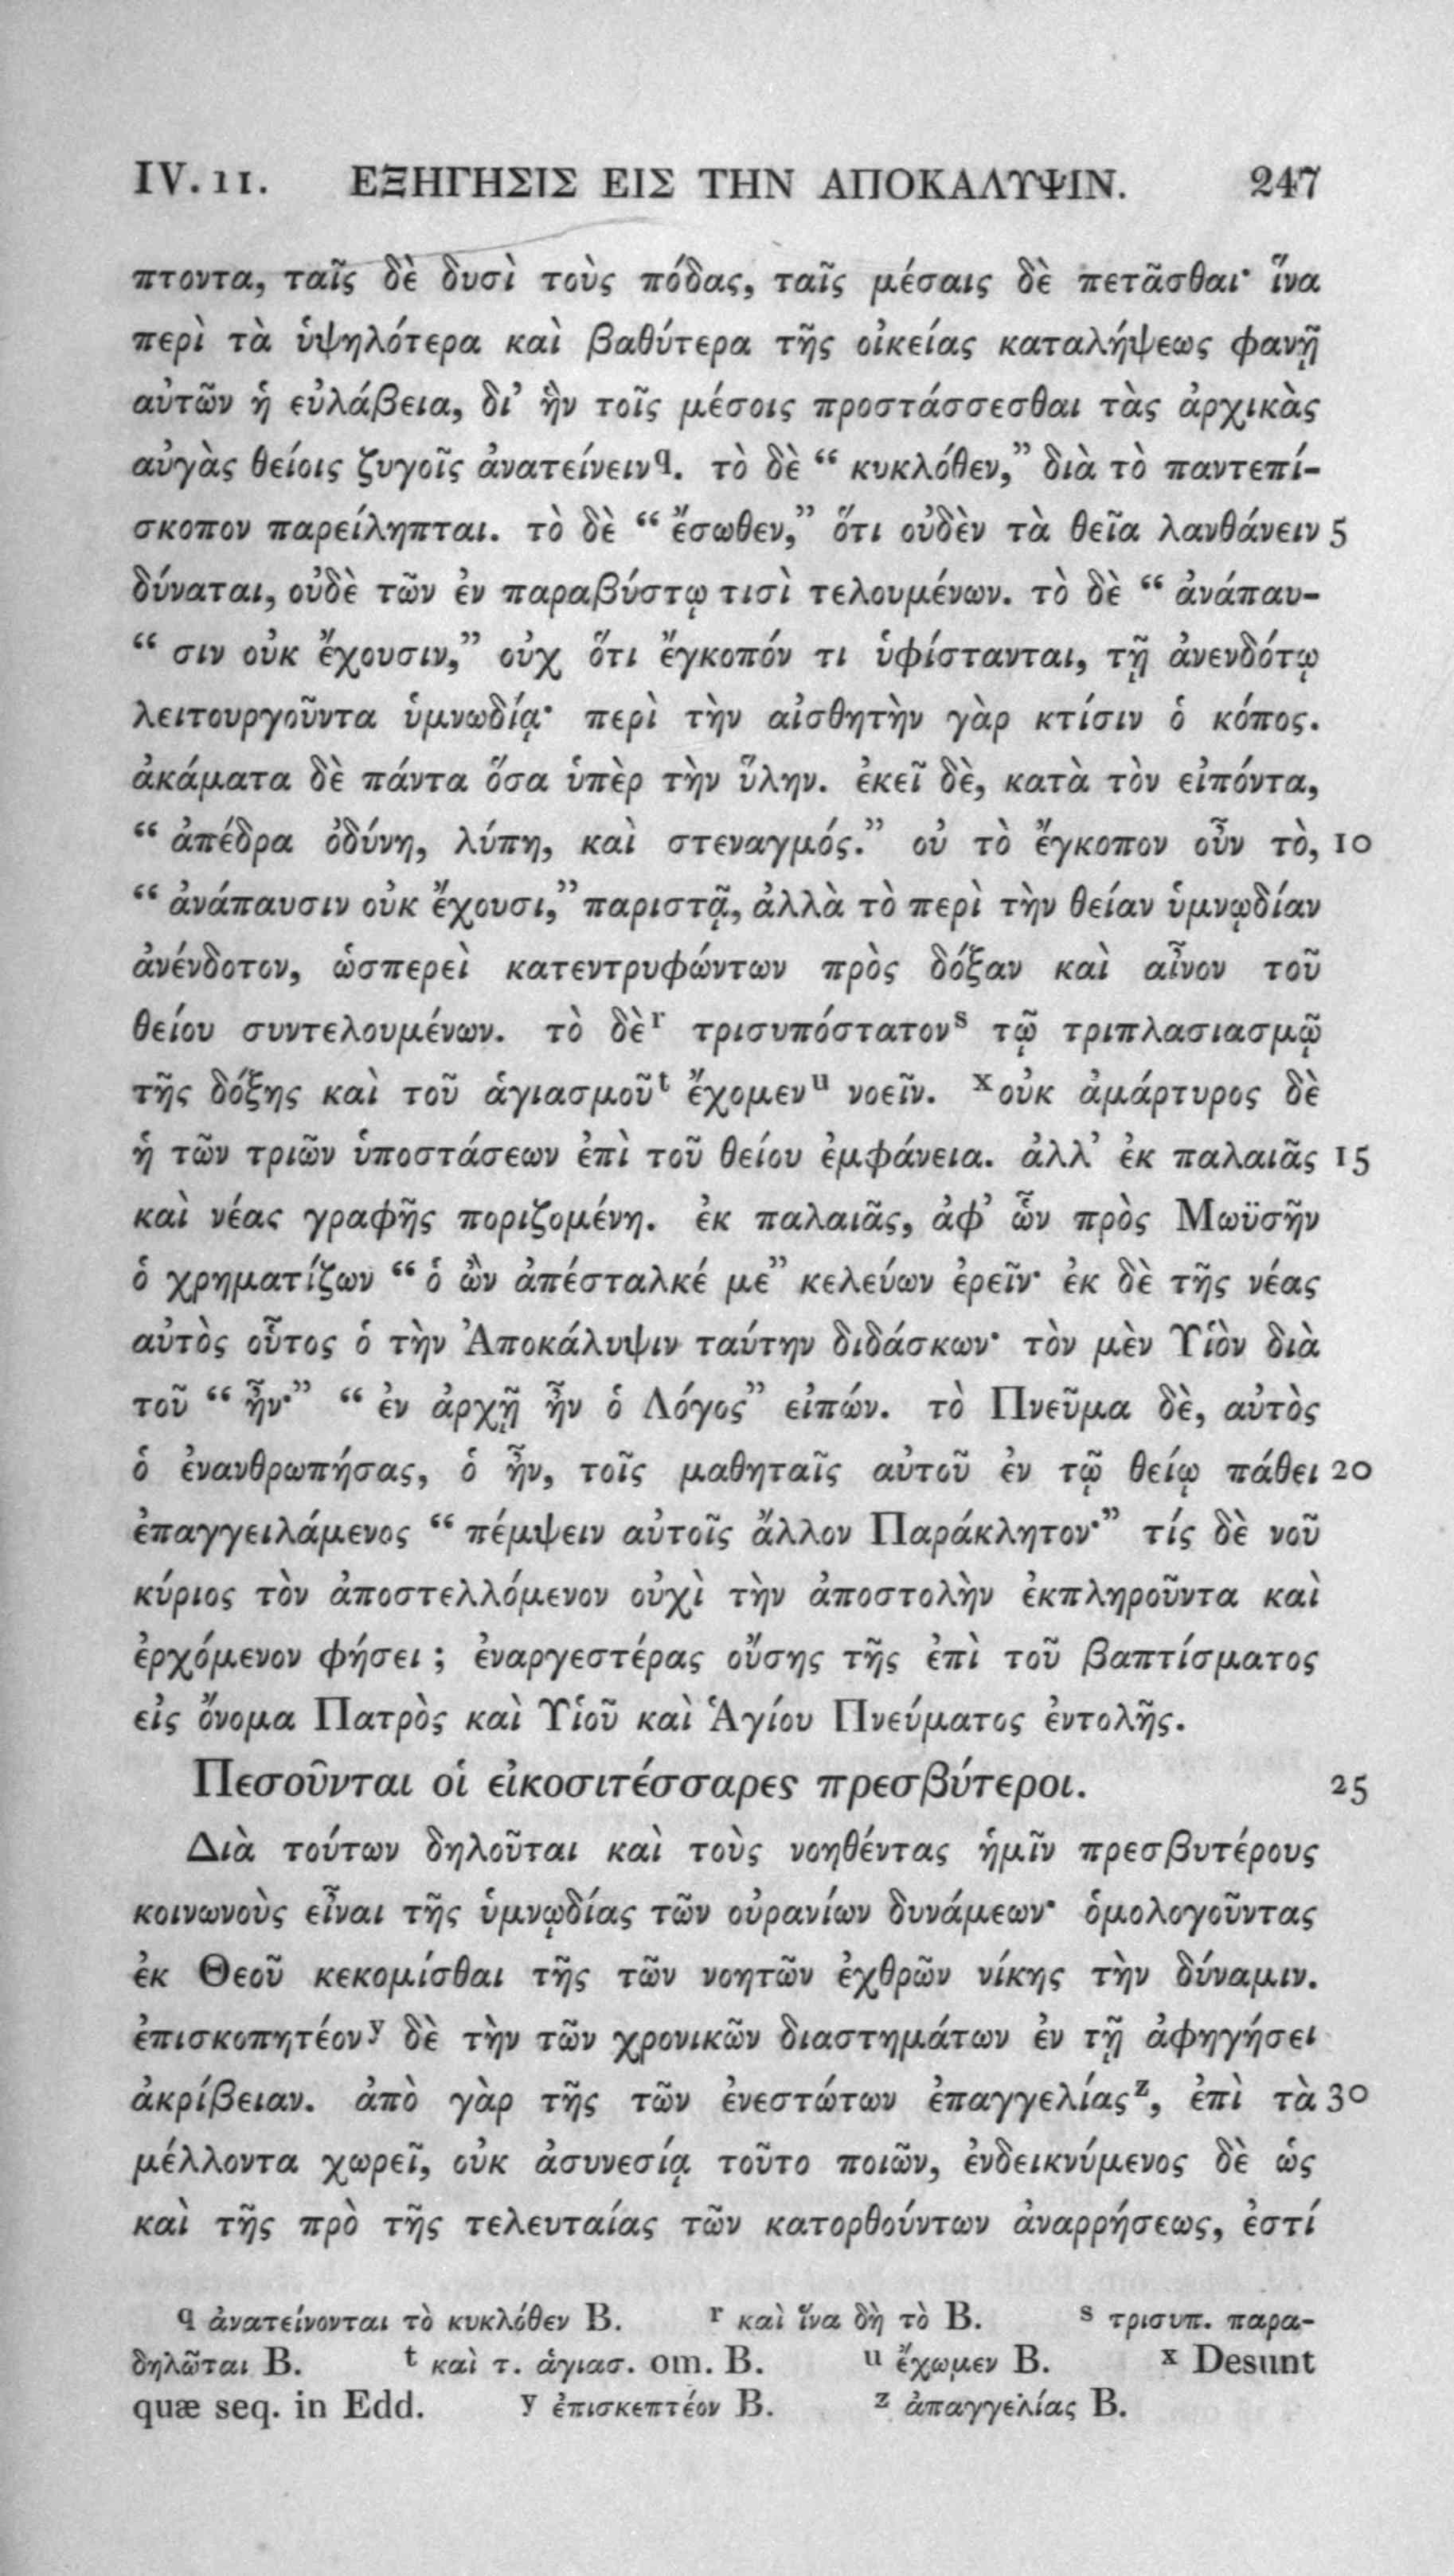 IV. 11. ΕΞΗΓΗΣΙΣ ΕΙΣ ΤΗΝ ΑΠΟΚΑΛΥΨΙΝ. 247
πτοντα, ταῖς δὲ δυσὶ τοὺς πόδας, ταῖς μέσαις δὲ πετᾶσθαι· ἵνα
περὶ τὰ ὑψηλότερα καὶ βαθύτερα τῆς οἰκείας καταλήψεως φανῇ
αὐτῶν ἡ εὐλάβεια, δι’ ἣν τοῖς μέσοις προστάσσεσθαι τὰς ἀρχικὰς
αὐγὰς θείοις ζυγοῖς ἀνατείνειν q. τὸ δὲ “ κυκλόθεν,” διὰ τὸ παντεπί-
σκοπον παρείληπται. τὸ δὲ “ ἔσωθεν,” ὅτι οὐδὲν τὰ θεῖα λανθάνειν 5
δύναται, οὐδὲ τῶν ἐν παραβύστῳ τισὶ τελουμένων. τὸ δὲ “ ἀνάπαυ-
“ σιν οὐκ ἔχουσιν,” οὐχ ὅτι ἔγκοπόν τι ὑφίστανται, τῇ ἀνενδότῳ
λειτουργοῦντα ὑμνωδίᾳ· περὶ τὴν αἰσθητὴν γὰρ κτίσιν ὁ κόπος.
ἀκάματα δὲ πάντα ὅσα ὑπὲρ τὴν ὕλην. ἐκεῖ δὲ, κατὰ τὸν εἰπόντα,
“ ἀπέδρα ὀδύνη, λύπη, καὶ στεναγμός.” οὐ τὸ ἔγκοπον οὖν τὸ, 10
“ ἀνάπαυσιν οὐκ ἔχουσι,” παριστᾷ, ἀλλὰ τὸ περὶ τὴν θείαν ὑμνῳδίαν
ἀνένδοτον, ὡσπερεὶ κατεντρυφώντων πρὸς δόξαν καὶ αἶνον τοῦ
θείου συντελουμένων. τὸ δὲ r τρισυπόστατον s τῷ τριπλασιασμῷ
τῆς δόξης καὶ τοῦ ἁγιασμοῦ t ἔχομεν u νοεῖν. x οὐκ ἀμάρτυρος δὲ
ἡ τῶν τριῶν ὑποστάσεων ἐπὶ τοῦ θείου ἐμφάνεια. ἀλλ’ ἐκ παλαιᾶς 15
καὶ νέας γραφῆς ποριζομένη. ἐκ παλαιᾶς, ἀφ’ ὧν πρὸς Μωϋσῆν
ὁ χρηματίζων “ ὁ ὢν ἀπέσταλκέ με” κελεύων ἐρεῖν· ἐκ δὲ τῆς νέας
αὐτὸς οὗτος ὁ τὴν Ἀποκάλυψιν ταύτην διδάσκων· τὸν μὲν Υἱὸν διὰ
τοῦ “ ἦν·” “ ἐν ἀρχῇ ἦν ὁ Λόγος” εἰπών. τὸ Πνεῦμα δὲ, αὐτὸς
ὁ ἐνανθρωπήσας, ὁ ἦν, τοῖς μαθηταῖς αὐτοῦ ἐν τῷ θείῳ πάθει 20
ἐπαγγειλάμενος “ πέμψειν αὐτοῖς ἄλλον Παράκλητον·” τίς δὲ νοῦ
κύριος τὸν ἀποστελλόμενον οὐχὶ τὴν ἀποστολὴν ἐκπληροῦντα καὶ
ἐρχόμενον φήσει ; ἐναργεστέρας οὔσης τῆς ἐπὶ τοῦ βαπτίσματος
εἰς ὄνομα Πατρὸς καὶ Υἱοῦ καὶ Ἁγίου Πνεύματος ἐντολῆς.
Πεσοῦνται οἱ εἰκοσιτέσσαρες πρεσβύτεροι. 25
Διὰ τούτων δηλοῦται καὶ τοὺς νοηθέντας ἡμῖν πρεσβυτέρους
κοινωνοὺς εἶναι τῆς ὑμνῳδίας τῶν οὐρανίων δυνάμεων· ὁμολογοῦντας
ἐκ Θεοῦ κεκομίσθαι τῆς τῶν νοητῶν ἐχθρῶν νίκης τὴν δύναμιν.
ἐπισκοπητέον y δὲ τὴν τῶν χρονικῶν διαστημάτων ἐν τῇ ἀφηγήσει
ἀκρίβειαν. ἀπὸ γὰρ τῆς τῶν ἐνεστώτων ἐπαγγελίας z, ἐπὶ τὰ 30
μέλλοντα χωρεῖ, οὐκ ἀσυνεσίᾳ τοῦτο ποιῶν, ἐνδεικνύμενος δὲ ὡς
καὶ τῆς πρὸ τῆς τελευταίας τῶν κατορθούντων ἀναρρήσεως, ἐστί
q ἀνατείνονται τὸ κυκλόθεν B. r καὶ ἵνα δὴ τὸ B. s τρισυπ. παρα-
δηλῶται B. t καὶ τ. ἁγιασ. om. B. u ἔχωμεν B. x Desunt
quæ seq. in Edd. y ἐπισκεπτέον B. z ἀπαγγελίας B.